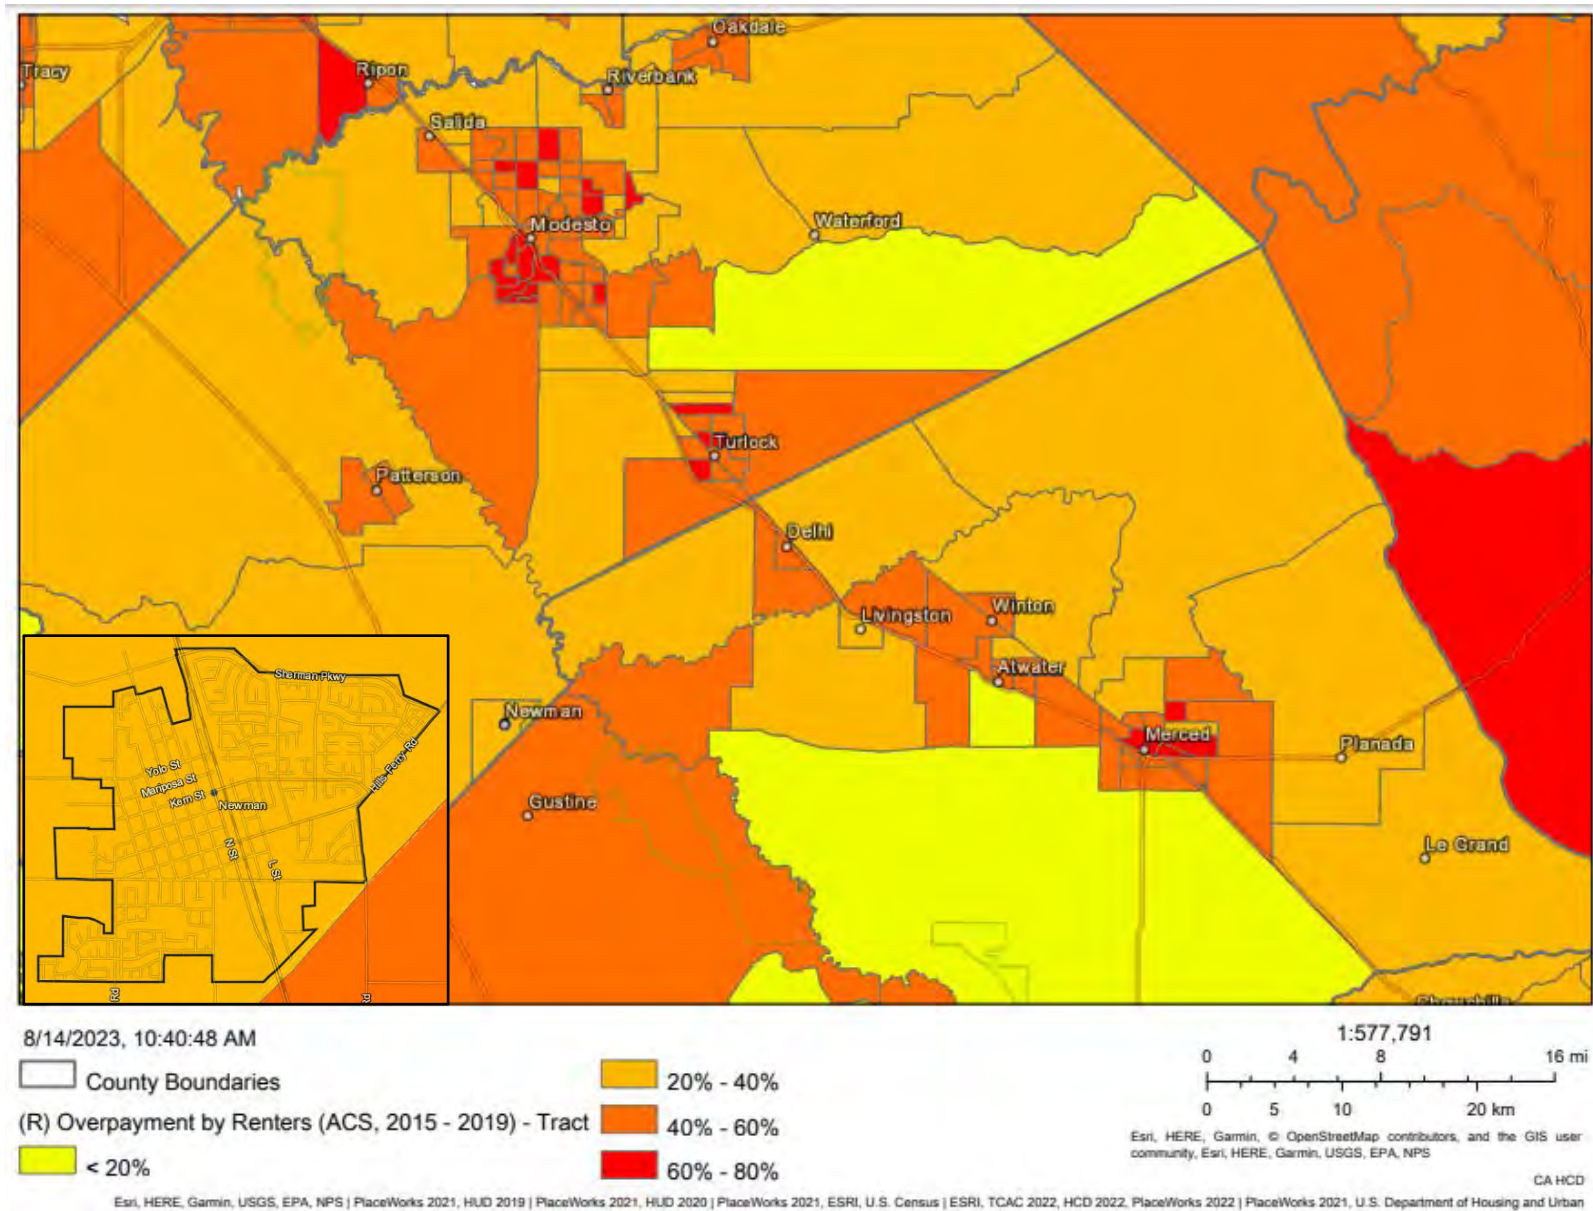 Oakdale
Tracy
Ripon
Riverbank
Salida
Modesto
Waterford
Turlock
Patterson
Delhi
Livingston
Winton
Atwater
Newman
Merced
Planada
Gustine
Le Grand
Chowchilla
Sherman Pkwy
Hills Ferry Rd
Yolo St
Mariposa St
Kern St
Newman
N St
L St
Rd
Rd
8/14/2023, 10:40:48 AM
County Boundaries
(R) Overpayment by Renters (ACS, 2015 - 2019) - Tract
< 20%
20% - 40%
40% - 60%
60% - 80%
1:577,791
0 4 8 16 mi
0 5 10 20 km
Esri, HERE, Garmin, © OpenStreetMap contributors, and the GIS user
community, Esri, HERE, Garmin, USGS, EPA, NPS
CA HCD
Esri, HERE, Garmin, USGS, EPA, NPS | PlaceWorks 2021, HUD 2019 | PlaceWorks 2021, HUD 2020 | PlaceWorks 2021, ESRI, U.S. Census | ESRI, TCAC 2022, HCD 2022, PlaceWorks 2022 | PlaceWorks 2021, U.S. Department of Housing and Urban